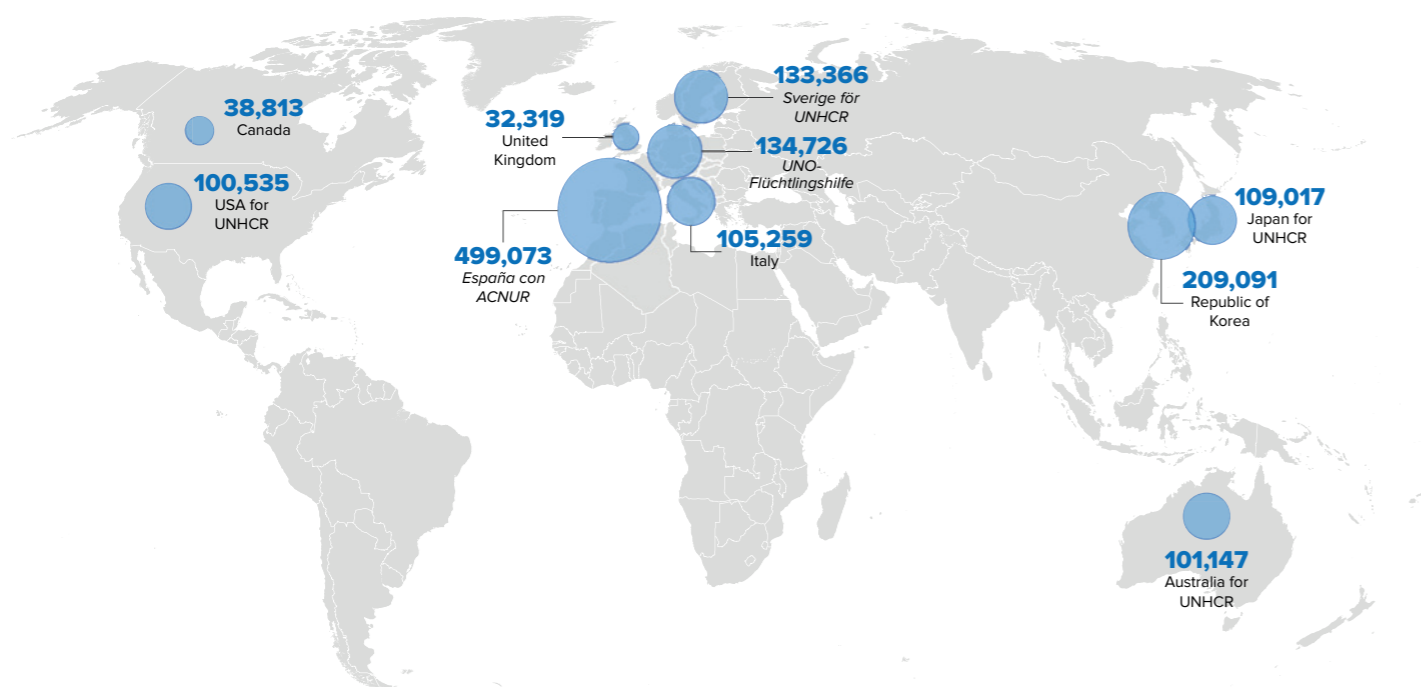 38,813
Canada
100,535
USA for
UNHCR
32,319
United
Kingdom
499,073
España con
ACNUR
133,366
Sverige för
UNHCR
134,726
UNO-
Flüchtlingshilfe
105,259
Italy
109,017
Japan for
UNHCR
209,091
Republic of
Korea
101,147
Australia for
UNHCR